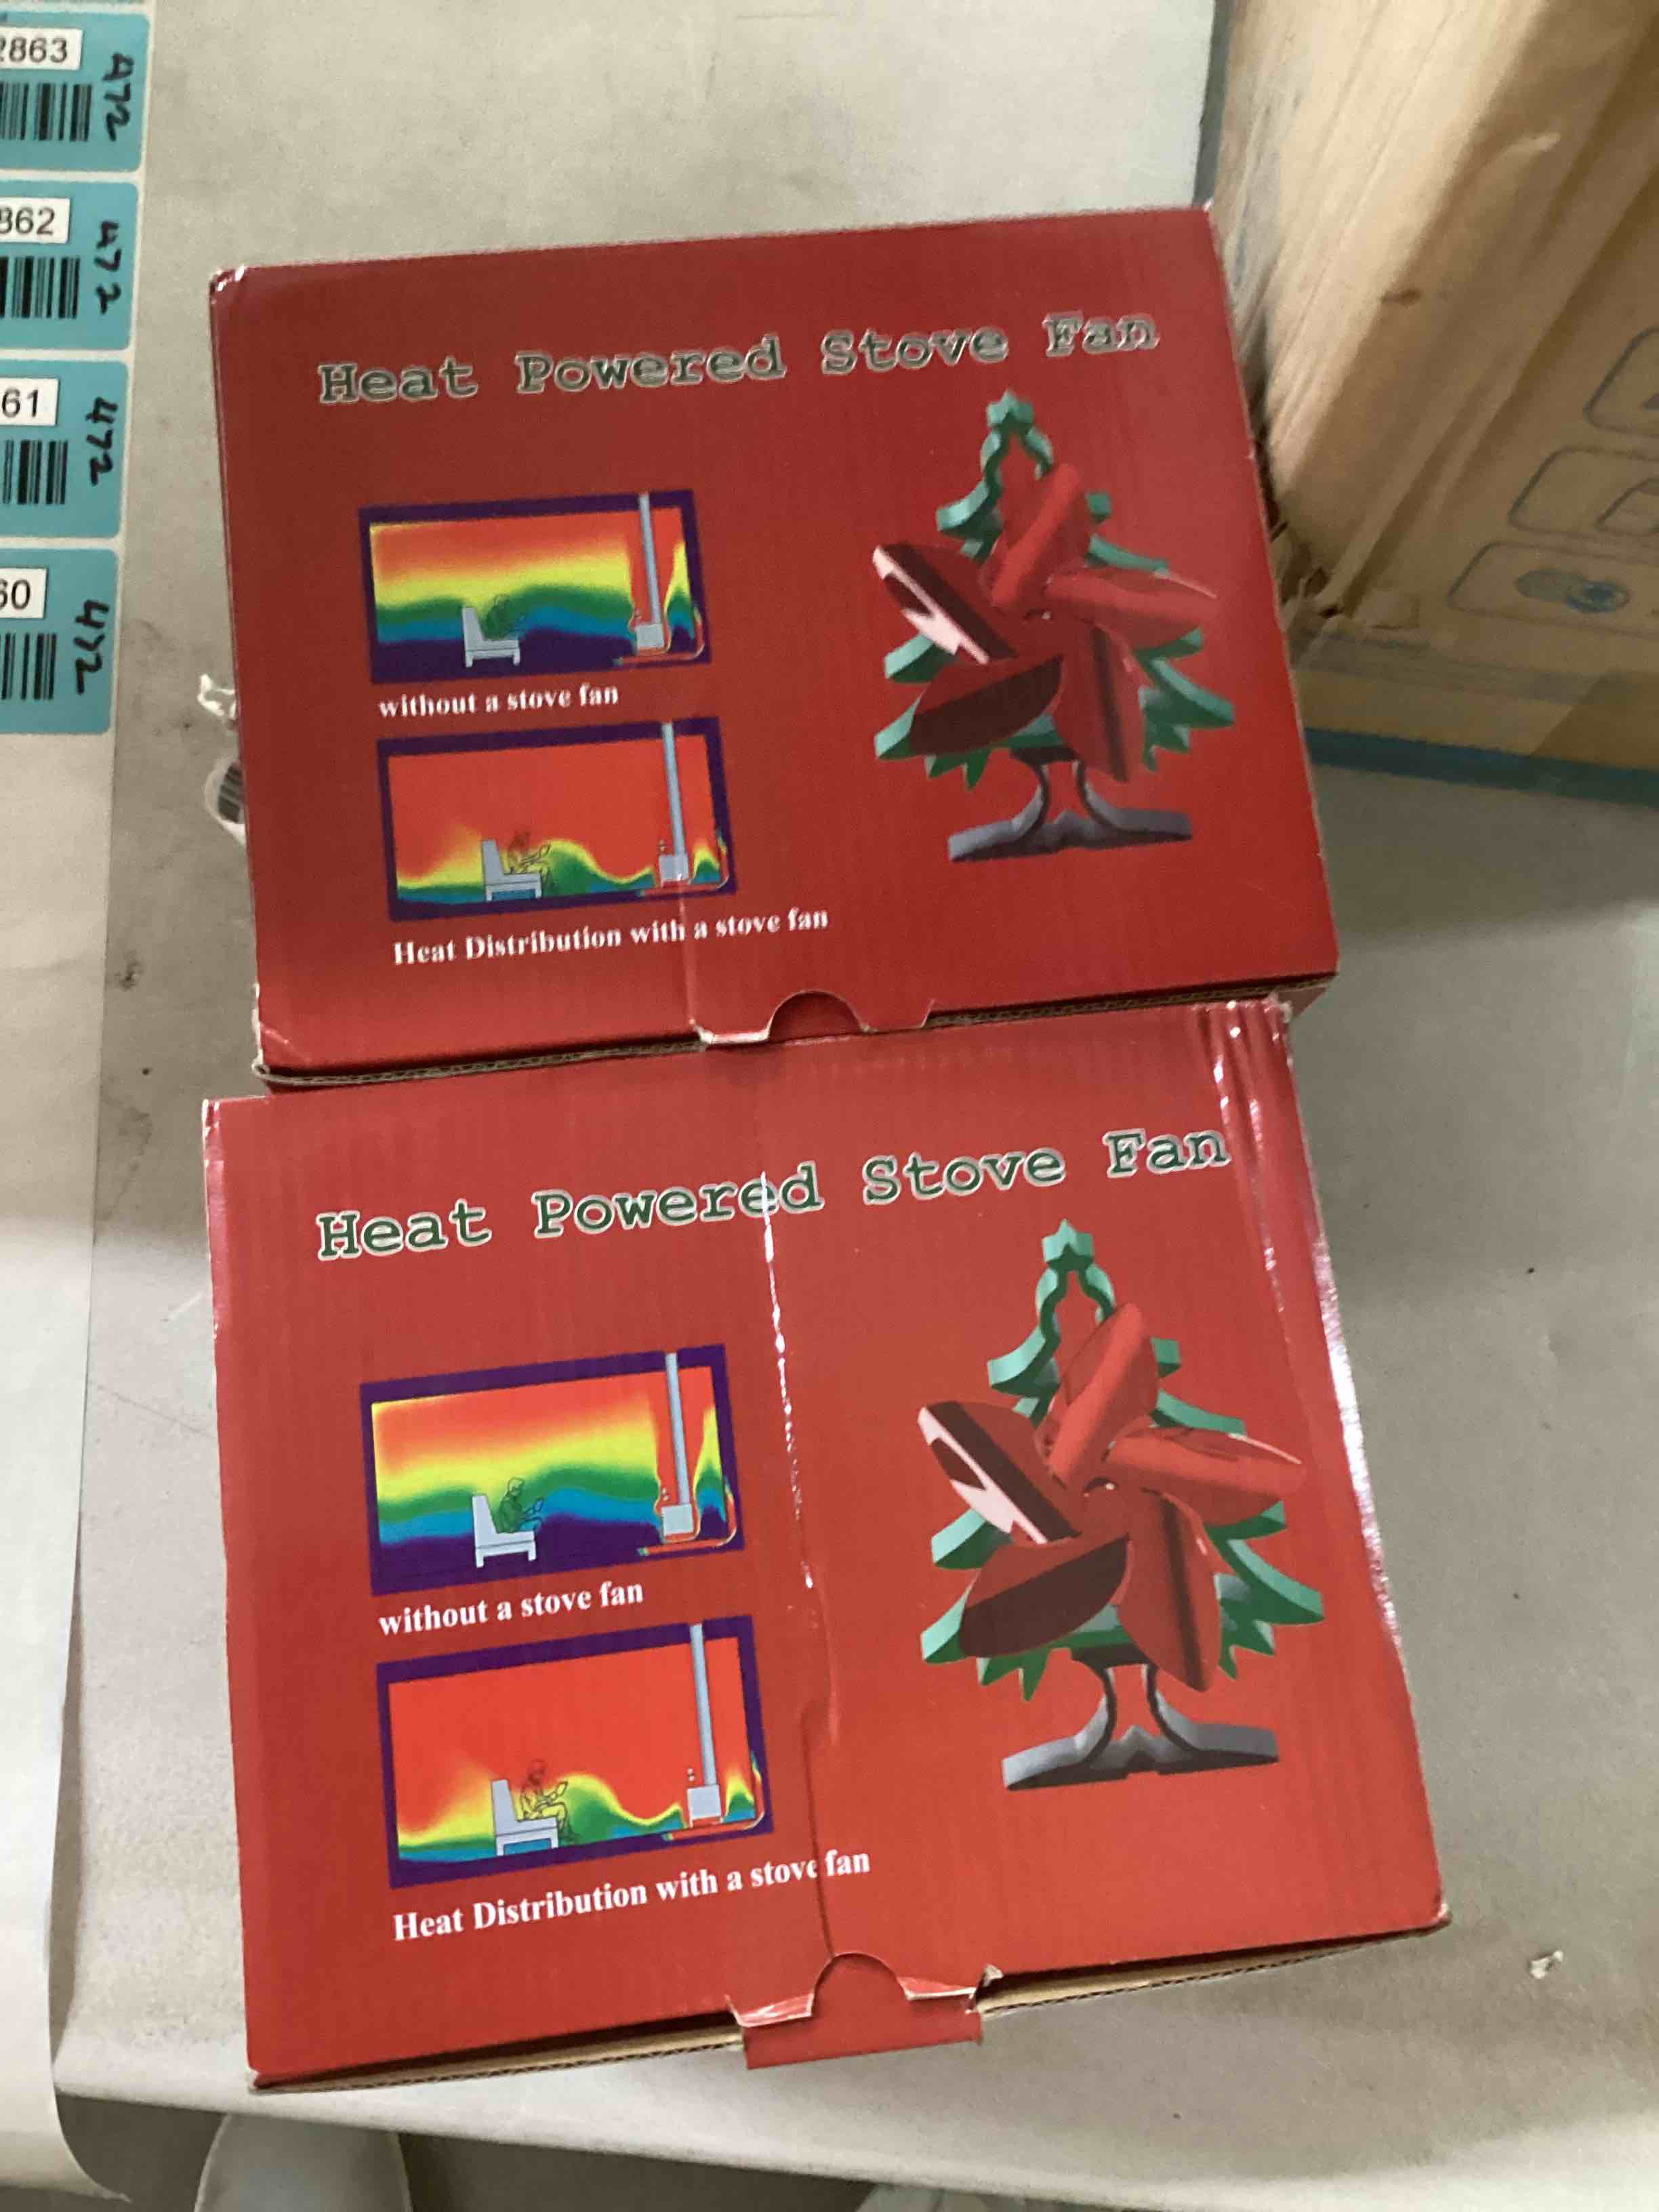 2863
472
862
472
61
472
60
472
Heat Powered Stove Fan
without a stove fan
Heat Distribution with a stove fan
Heat Powered Stove Fan
without a stove fan
Heat Distribution with a stove fan